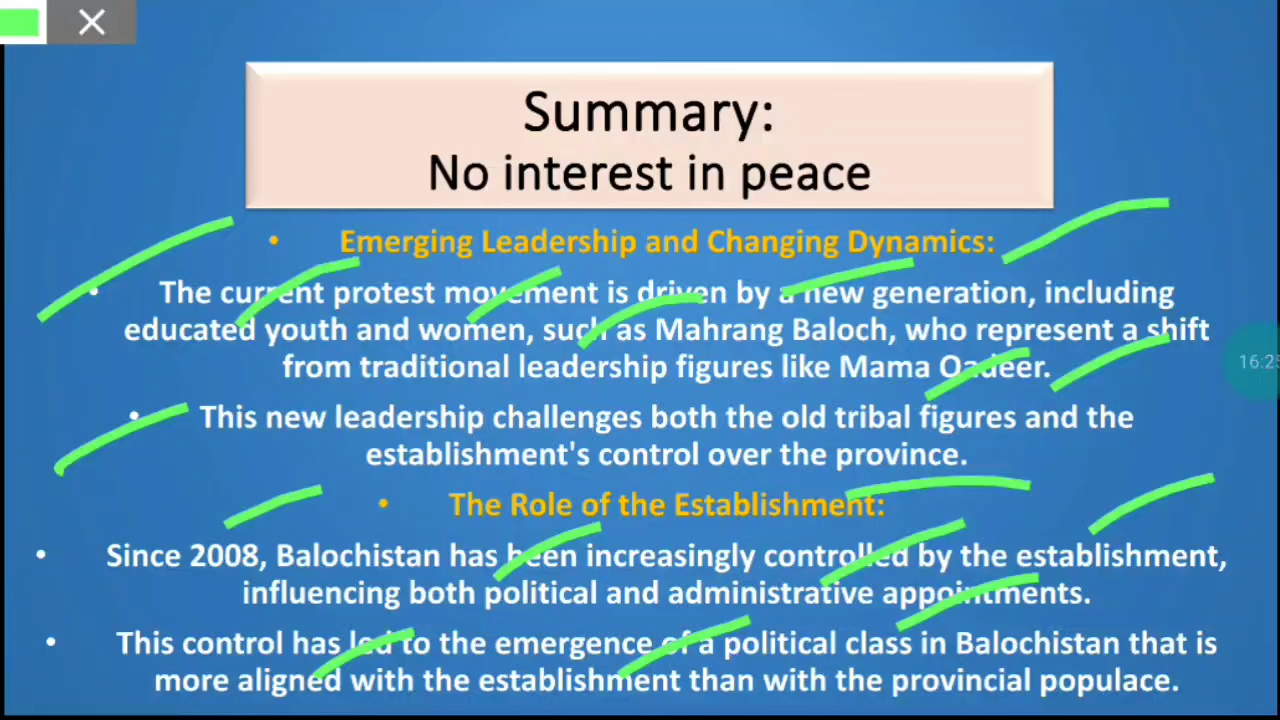 Summary:
No interest in peace
• Emerging Leadership and Changing Dynamics:
• The current protest movement is driven by a new generation, including
educated youth and women, such as Mahrang Baloch, who represent a shift
from traditional leadership figures like Mama Qadeer.
• This new leadership challenges both the old tribal figures and the
establishment's control over the province.
• The Role of the Establishment:
• Since 2008, Balochistan has been increasingly controlled by the establishment,
influencing both political and administrative appointments.
• This control has led to the emergence of a political class in Balochistan that is
more aligned with the establishment than with the provincial populace.